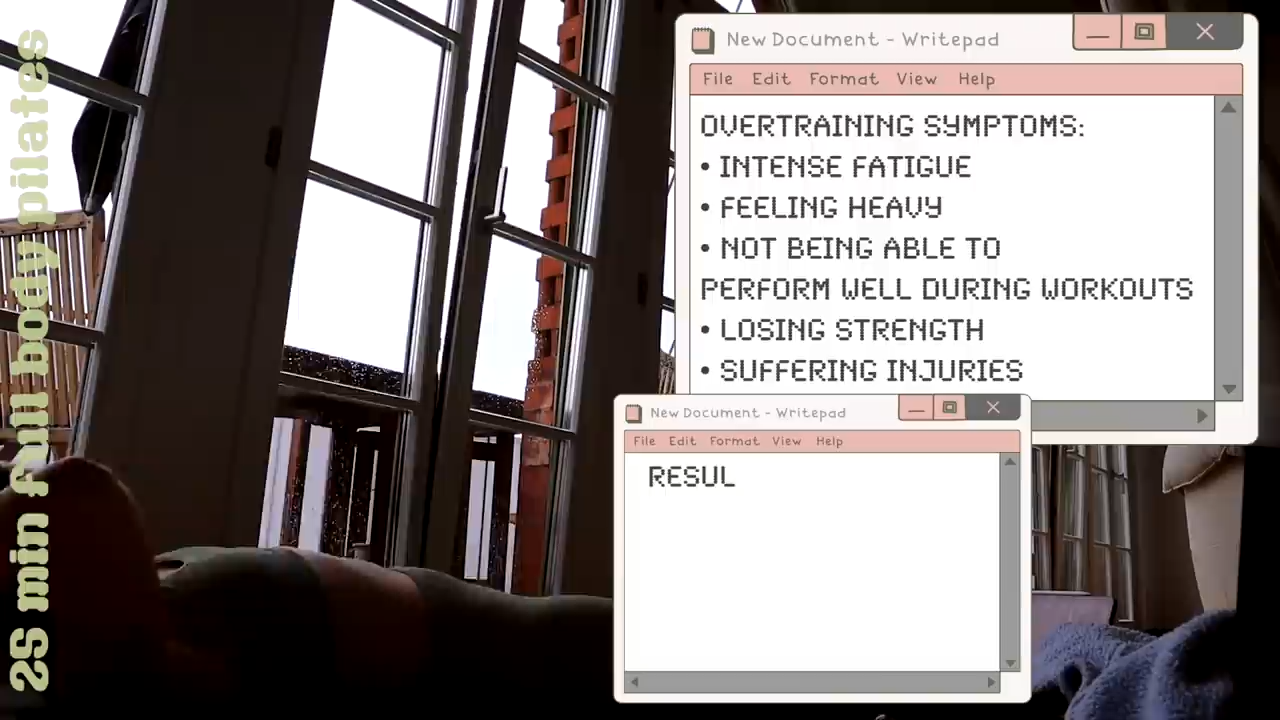 25 min full body pilates
New Document - Writepad
File Edit Format View Help
OVERTRAINING SYMPTOMS:
• INTENSE FATIGUE
• FEELING HEAVY
• NOT BEING ABLE TO
PERFORM WELL DURING WORKOUTS
• LOSING STRENGTH
• SUFFERING INJURIES
New Document - Writepad
File Edit Format View Help
RESUL